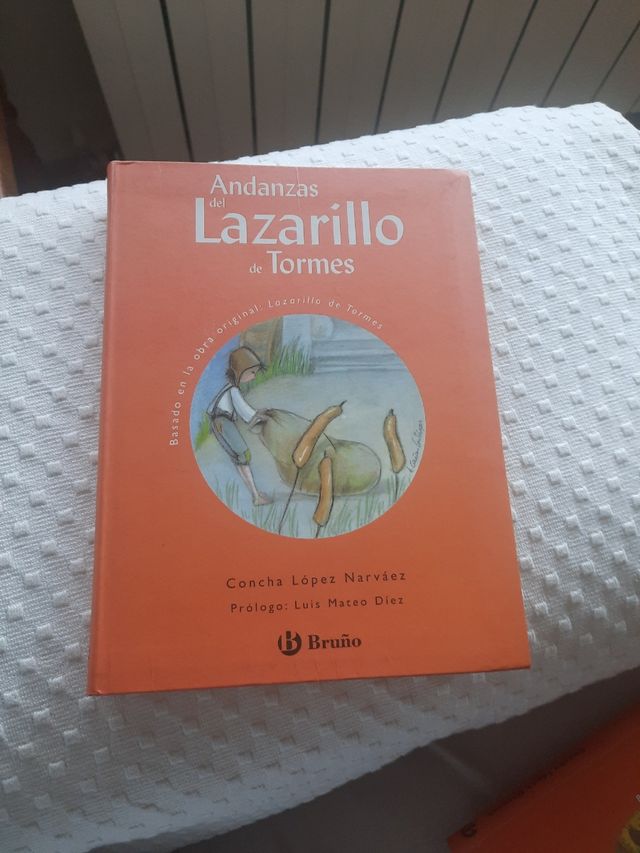 Andanzas
del
Lazarillo
de Tormes
Basado en la obra original: Lazarillo de Tormes
Concha López Narváez
Prólogo: Luis Mateo Díez
Bruño